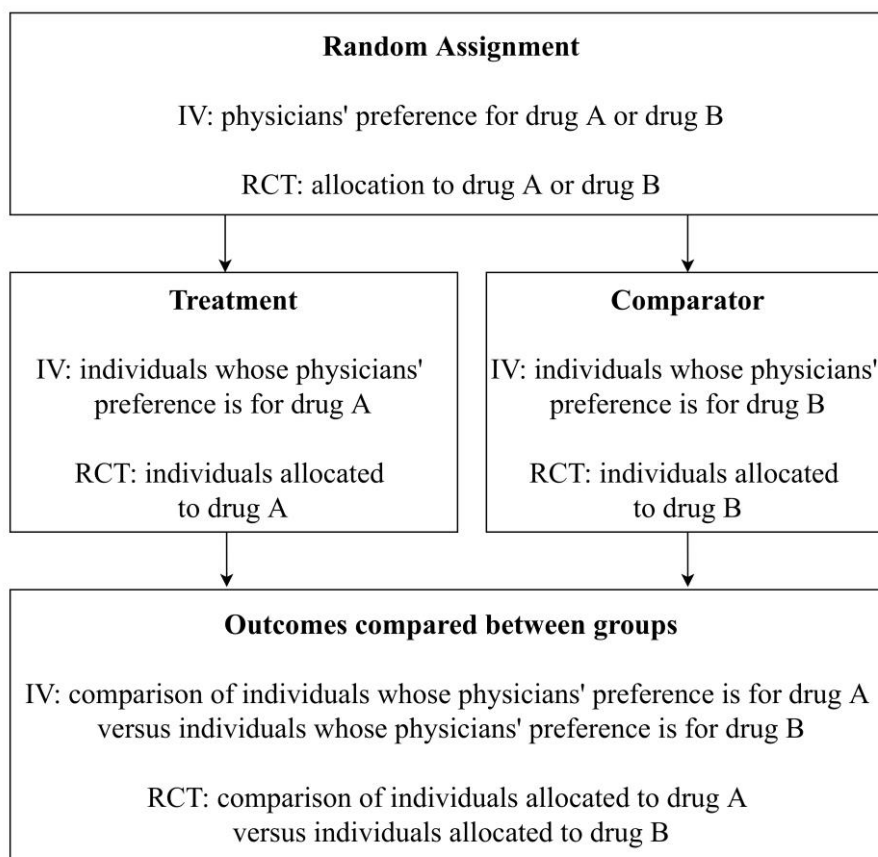 Random Assignment
IV: physicians' preference for drug A or drug B
RCT: allocation to drug A or drug B
Treatment
IV: individuals whose physicians'
preference is for drug A
RCT: individuals allocated
to drug A
Comparator
IV: individuals whose physicians'
preference is for drug B
RCT: individuals allocated
to drug B
Outcomes compared between groups
IV: comparison of individuals whose physicians' preference is for drug A
versus individuals whose physicians' preference is for drug B
RCT: comparison of individuals allocated to drug A
versus individuals allocated to drug B